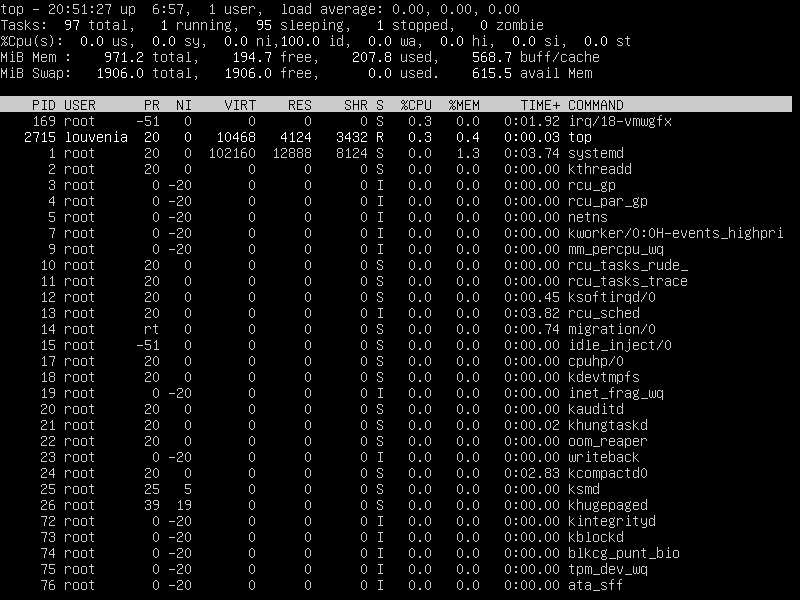 top - 20:51:27 up  6:57,  1 user,  load average: 0.00, 0.00, 0.00
Tasks:  97 total,   1 running,  95 sleeping,   1 stopped,   0 zombie
%Cpu(s):  0.0 us,  0.0 sy,  0.0 ni,100.0 id,  0.0 wa,  0.0 hi,  0.0 si,  0.0 st
MiB Mem :    971.2 total,    194.7 free,    207.8 used,    568.7 buff/cache
MiB Swap:   1906.0 total,   1906.0 free,      0.0 used.    615.5 avail Mem
PID USER      PR  NI    VIRT    RES    SHR S  %CPU  %MEM     TIME+ COMMAND
169 root     -51   0       0      0      0 S   0.3   0.0   0:01.92 irq/18-vmwgfx
2715 louvenia  20   0   10468   4124   3432 R   0.3   0.4   0:00.03 top
1 root      20   0  102160  12888   8124 S   0.0   1.3   0:03.74 systemd
2 root      20   0       0      0      0 S   0.0   0.0   0:00.00 kthreadd
3 root       0 -20       0      0      0 I   0.0   0.0   0:00.00 rcu_gp
4 root       0 -20       0      0      0 I   0.0   0.0   0:00.00 rcu_par_gp
5 root       0 -20       0      0      0 I   0.0   0.0   0:00.00 netns
7 root       0 -20       0      0      0 I   0.0   0.0   0:00.00 kworker/0:0H-events_highpri
9 root       0 -20       0      0      0 I   0.0   0.0   0:00.00 mm_percpu_wq
10 root      20   0       0      0      0 S   0.0   0.0   0:00.00 rcu_tasks_rude_
11 root      20   0       0      0      0 S   0.0   0.0   0:00.00 rcu_tasks_trace
12 root      20   0       0      0      0 S   0.0   0.0   0:00.45 ksoftirqd/0
13 root      20   0       0      0      0 I   0.0   0.0   0:03.82 rcu_sched
14 root      rt   0       0      0      0 S   0.0   0.0   0:00.74 migration/0
15 root     -51   0       0      0      0 S   0.0   0.0   0:00.00 idle_inject/0
17 root      20   0       0      0      0 S   0.0   0.0   0:00.00 cpuhp/0
18 root      20   0       0      0      0 S   0.0   0.0   0:00.00 kdevtmpfs
19 root       0 -20       0      0      0 I   0.0   0.0   0:00.00 inet_frag_wq
20 root      20   0       0      0      0 S   0.0   0.0   0:00.00 kauditd
21 root      20   0       0      0      0 S   0.0   0.0   0:00.02 khungtaskd
22 root      20   0       0      0      0 S   0.0   0.0   0:00.00 oom_reaper
23 root       0 -20       0      0      0 I   0.0   0.0   0:00.00 writeback
24 root      20   0       0      0      0 S   0.0   0.0   0:02.83 kcompactd0
25 root      25   5       0      0      0 S   0.0   0.0   0:00.00 ksmd
26 root      39  19       0      0      0 S   0.0   0.0   0:00.00 khugepaged
72 root       0 -20       0      0      0 I   0.0   0.0   0:00.00 kintegrityd
73 root       0 -20       0      0      0 I   0.0   0.0   0:00.00 kblockd
74 root       0 -20       0      0      0 I   0.0   0.0   0:00.00 blkcg_punt_bio
75 root       0 -20       0      0      0 I   0.0   0.0   0:00.00 tpm_dev_wq
76 root       0 -20       0      0      0 I   0.0   0.0   0:00.00 ata_sff